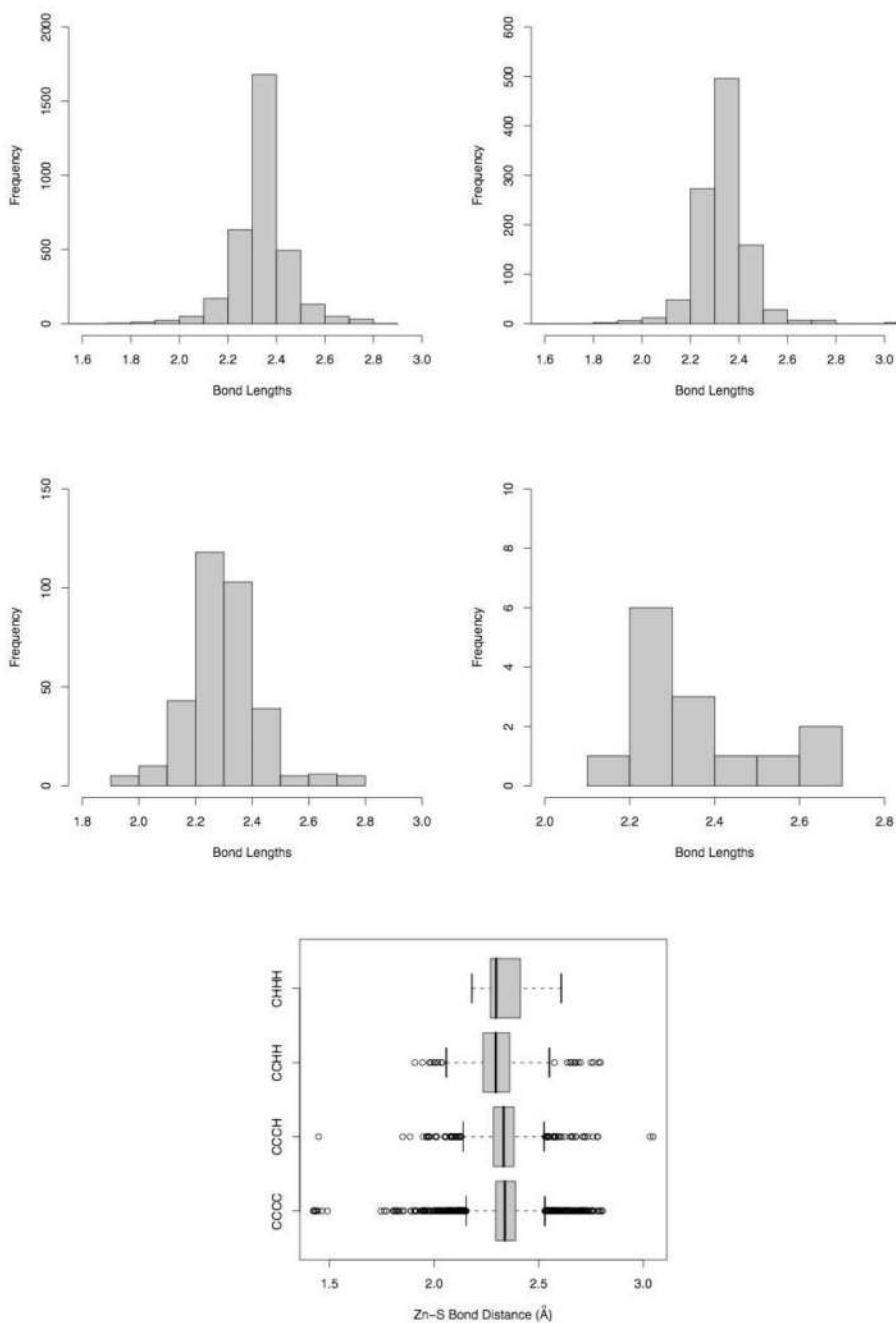 2000
1500
1000
500
0
Frequency
1.6 1.8 2.0 2.2 2.4 2.6 2.8 3.0
Bond Lengths
600
500
400
300
200
100
0
Frequency
1.6 1.8 2.0 2.2 2.4 2.6 2.8 3.0
Bond Lengths
150
100
50
0
Frequency
1.8 2.0 2.2 2.4 2.6 2.8 3.0
Bond Lengths
10
8
6
4
2
0
Frequency
2.0 2.2 2.4 2.6 2.8
Bond Lengths
CHHH
CCHH
CCCH
CCCC
1.5 2.0 2.5 3.0
Zn-S Bond Distance (Å)